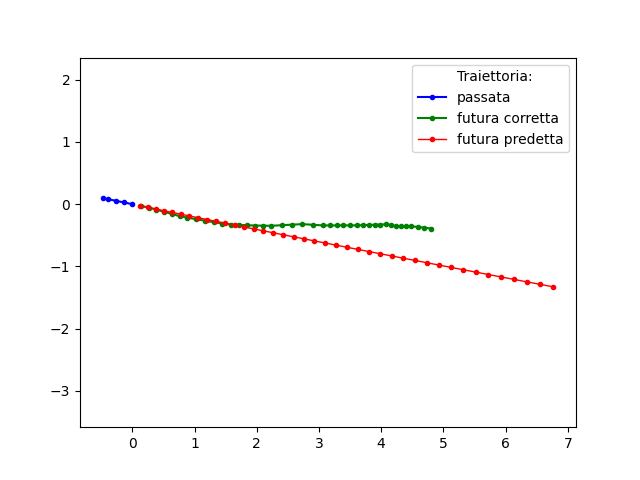 Traiettoria:
passata
futura corretta
futura predetta
2
1
0
−1
−2
−3
0 1 2 3 4 5 6 7